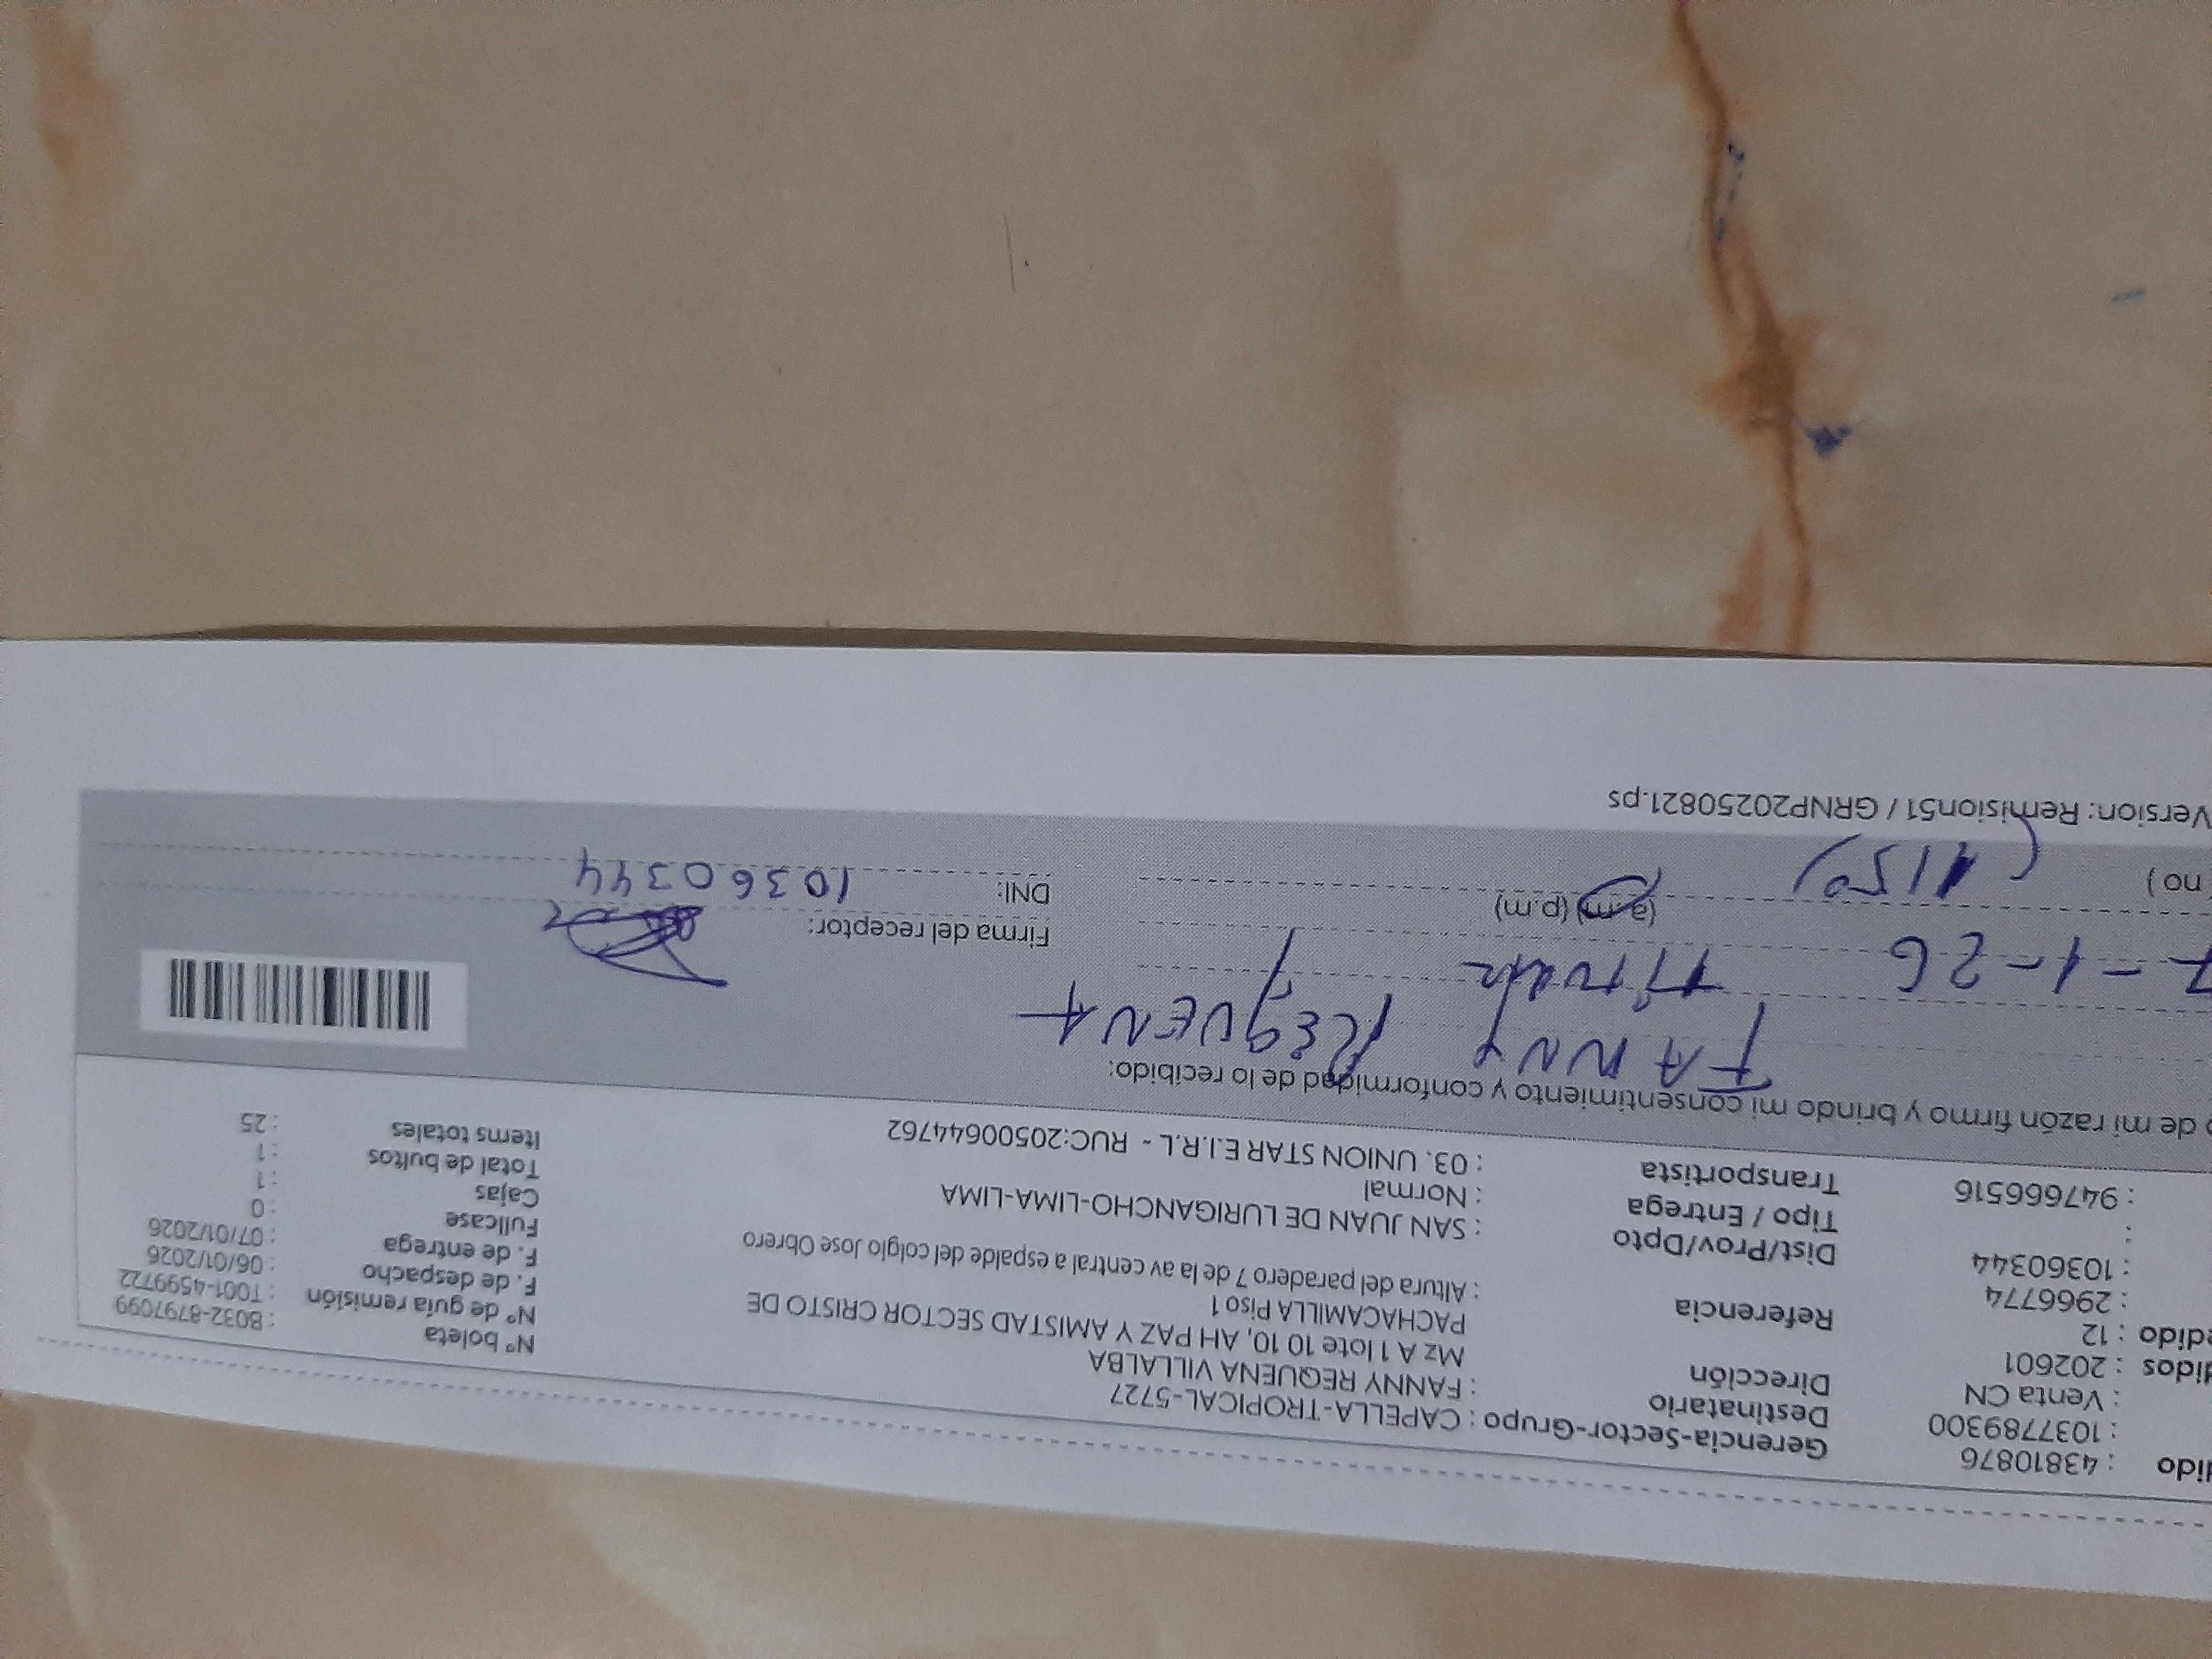 dido : 43810876
: 1037789300
: Venta CN
didos : 202601
edido : 12
: 2966774
: 10360344
:
: 947666516
Gerencia-Sector-Grupo : CAPELLA-TROPICAL-5727
Destinatario : FANNY REQUENA VILLALBA
Dirección Mz A 1 lote 10 10, AH PAZ Y AMISTAD SECTOR CRISTO DE
PACHACAMILLA Piso 1
Referencia : Altura del paradero 7 de la av central a espalde del colgIo Jose Obrero
Dist/Prov/Dpto : SAN JUAN DE LURIGANCHO-LIMA-LIMA
Tipo / Entrega : Normal
Transportista : 03. UNION STAR E.I.R.L - RUC:20500644762
Nº boleta : B032-8797099
Nº de guía remisión : T001-4599722
F. de despacho : 06/01/2026
F. de entrega : 07/01/2026
Fullcase : 0
Cajas : 1
Total de bultos : 1
Items totales : 25
o de mi razón firmo y brindo mi consentimiento y conformidad de lo recibido:
FANNY REQUENA
7-1-26 Titular
(a.m) (p.m)
Firma del receptor:
no) (1150)
DNI: 10360344
Version: Remision51 / GRNP20250821.ps